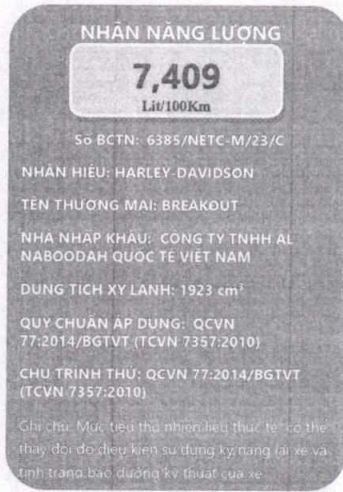 NHÃN NĂNG LƯỢNG
7,409
Lít/100Km
Số BCTN: 6385/NETC-M/23/C
NHÃN HIỆU: HARLEY-DAVIDSON
TÊN THƯƠNG MẠI: BREAKOUT
NHÀ NHẬP KHẨU: CÔNG TY TNHH AL
NABOODAH QUỐC TẾ VIỆT NAM
DUNG TÍCH XY LANH: 1923 cm³
QUY CHUẨN ÁP DỤNG: QCVN
77:2014/BGTVT (TCVN 7357:2010)
CHU TRÌNH THỬ: QCVN 77:2014/BGTVT
(TCVN 7357:2010)
Ghi chú: Mức tiêu thụ nhiên liệu thực tế có thể
thay đổi do điều kiện sử dụng kỹ năng lái xe và
tình trạng bảo dưỡng kỹ thuật của xe